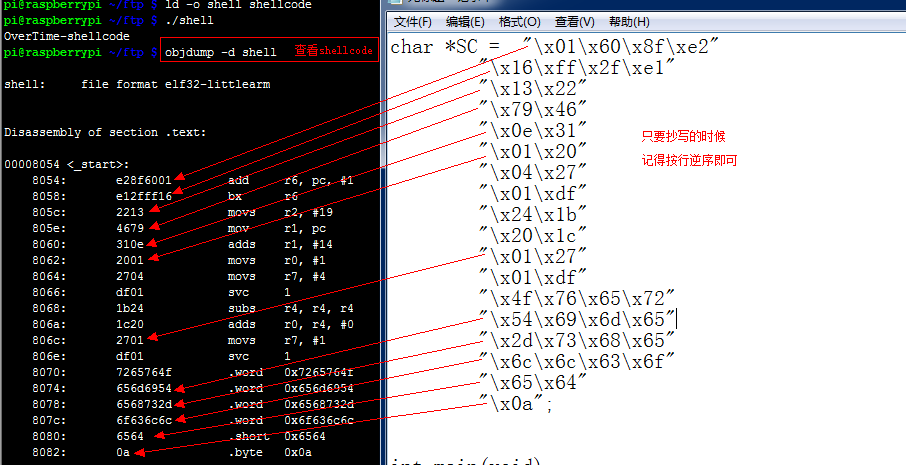 pi@raspberrypi ~/ftp $ ld -o shell shellcode
pi@raspberrypi ~/ftp $ ./shell
OverTime-shellcode
pi@raspberrypi ~/ftp $ objdump -d shell 查看shellcode
shell:     file format elf32-littlearm
Disassembly of section .text:
00008054 <_start>:
8054: e28f6001 add r6, pc, #1
8058: e12fff16 bx r6
805c: 2213 movs r2, #19
805e: 4679 mov r1, pc
8060: 310e adds r1, #14
8062: 2001 movs r0, #1
8064: 2704 movs r7, #4
8066: df01 svc 1
8068: 1b24 subs r4, r4, r4
806a: 1c20 adds r0, r4, #0
806c: 2701 movs r7, #1
806e: df01 svc 1
8070: 7265764f .word 0x7265764f
8074: 656d6954 .word 0x656d6954
8078: 6568732d .word 0x6568732d
807c: 6f636c6c .word 0x6f636c6c
8080: 6564 .short 0x6564
8082: 0a .byte 0x0a
文件(F) 编辑(E) 格式(O) 查看(V) 帮助(H)
char *SC = "\x01\x60\x8f\xe2"
"\x16\xff\x2f\xe1"
"\x13\x22"
"\x79\x46"
"\x0e\x31"
"\x01\x20"
"\x04\x27"
"\x01\xdf"
"\x24\x1b"
"\x20\x1c"
"\x01\x27"
"\x01\xdf"
"\x4f\x76\x65\x72"
"\x54\x69\x6d\x65"
"\x2d\x73\x68\x65"
"\x6c\x6c\x63\x6f"
"\x65\x64"
"\x0a";
只要抄写的时候
记得按行逆序即可
int main(void)